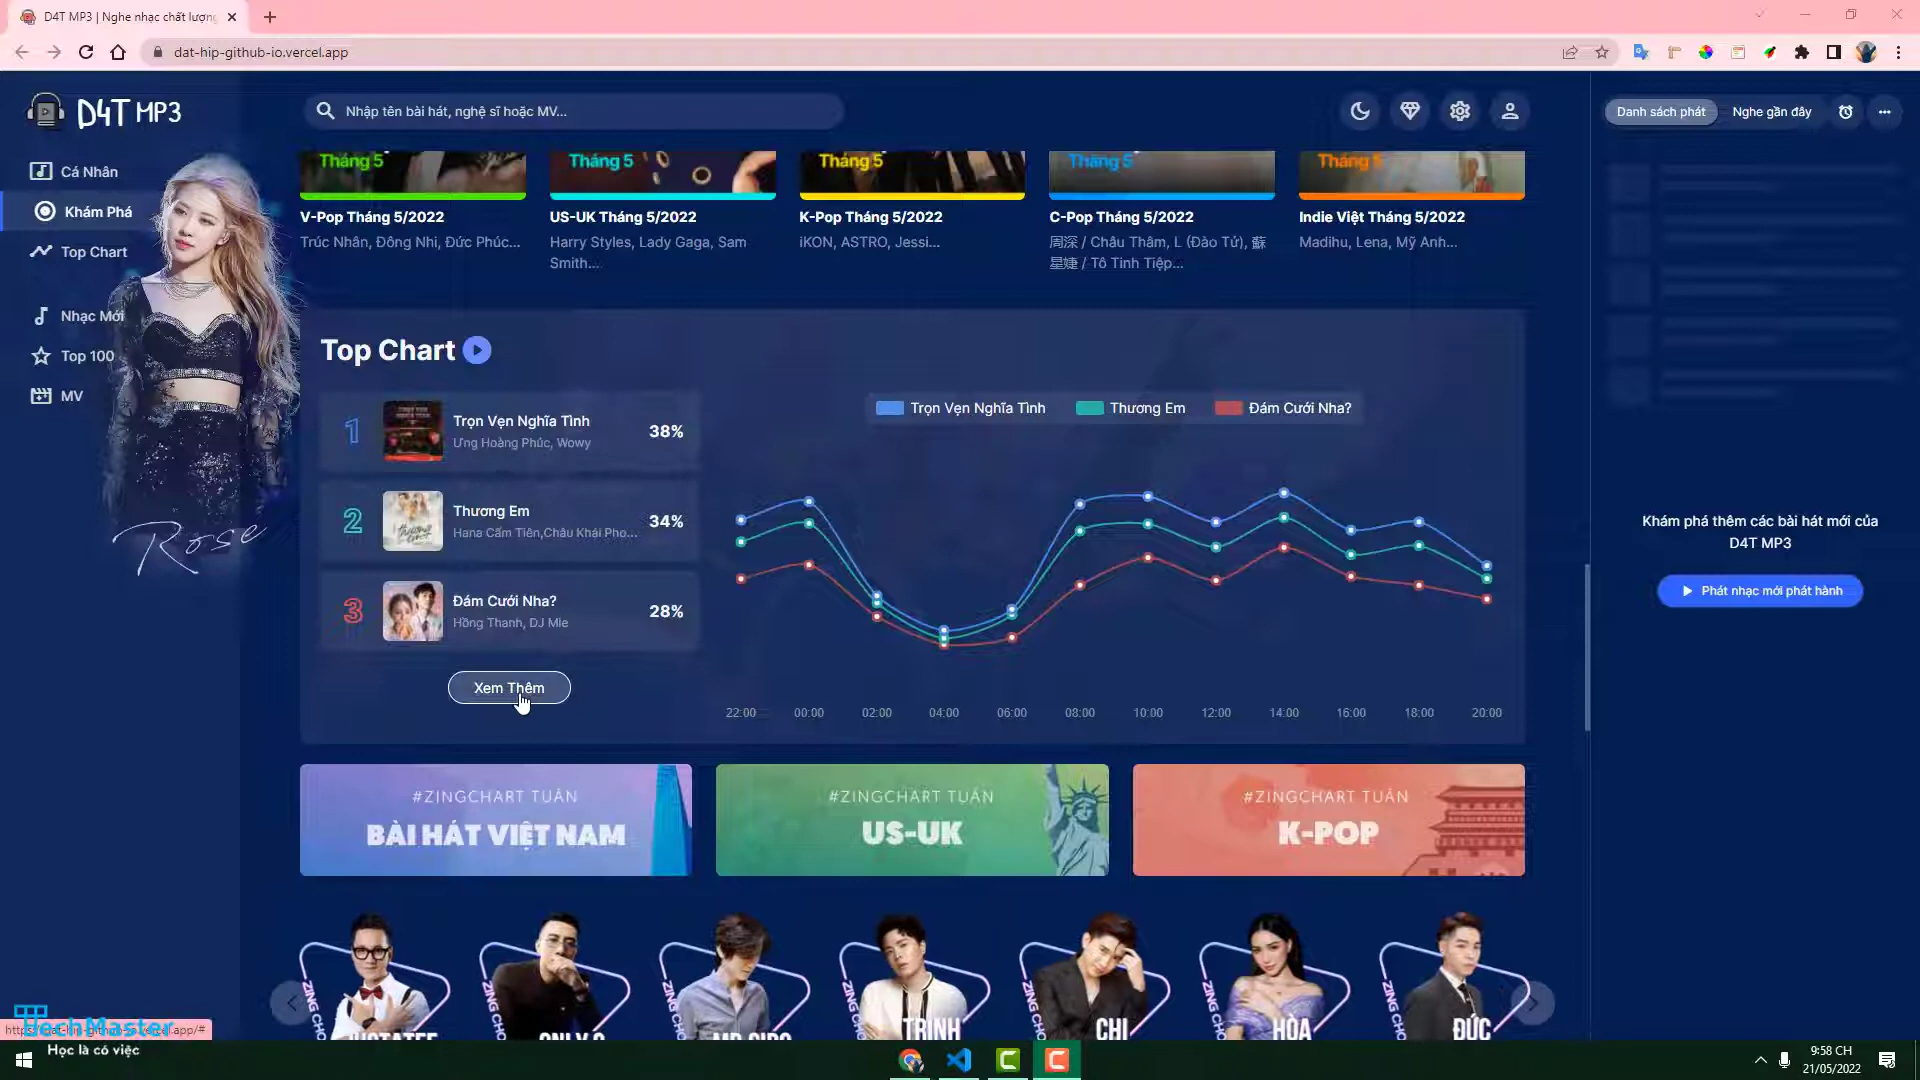 D4T MP3 | Nghe nhạc chất lượng
dat-hip-github-io.vercel.app
D4T MP3
Nhập tên bài hát, nghệ sĩ hoặc MV...
Danh sách phát
Nghe gần đây
Cá Nhân
Khám Phá
Top Chart
Nhạc Mới
Top 100
MV
Rose
Tháng 5
Tháng 5
Tháng 5
Tháng 5
Tháng 5
V-Pop Tháng 5/2022
Trúc Nhân, Đông Nhi, Đức Phúc...
US-UK Tháng 5/2022
Harry Styles, Lady Gaga, Sam
Smith...
K-Pop Tháng 5/2022
iKON, ASTRO, Jessi...
C-Pop Tháng 5/2022
周深 / Châu Thâm, L (Đào Tử), 蘇
星婕 / Tô Tinh Tiệp...
Indie Việt Tháng 5/2022
Madihu, Lena, Mỹ Anh...
Top Chart
1
Trọn Vẹn Nghĩa Tình
Ưng Hoàng Phúc, Wowy
38%
2
Thương Em
Hana Cẩm Tiên,Châu Khải Pho...
34%
3
Đám Cưới Nha?
Hồng Thanh, DJ Mie
28%
Xem Thêm
Trọn Vẹn Nghĩa Tình
Thương Em
Đám Cưới Nha?
22:00 00:00 02:00 04:00 06:00 08:00 10:00 12:00 14:00 16:00 18:00 20:00
Khám phá thêm các bài hát mới của
D4T MP3
Phát nhạc mới phát hành
#ZINGCHART TUẦN
BÀI HÁT VIỆT NAM
#ZINGCHART TUẦN
US-UK
#ZINGCHART TUẦN
K-POP
TRỊNH
CHI
HÒA
ĐỨC
https://dat-hip-github-io.vercel.app/#
TechMaster
Học là có việc
9:58 CH
21/05/2022